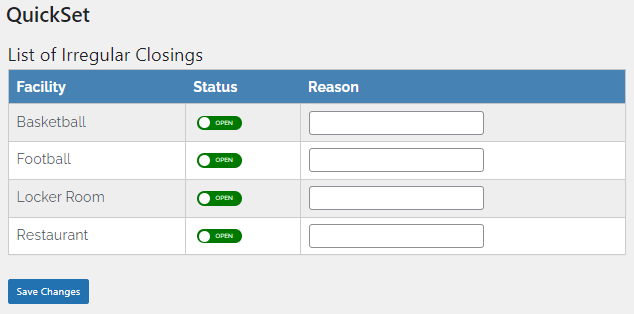 QuickSet
List of Irregular Closings
Facility Status Reason
Basketball OPEN
Football OPEN
Locker Room OPEN
Restaurant OPEN
Save Changes